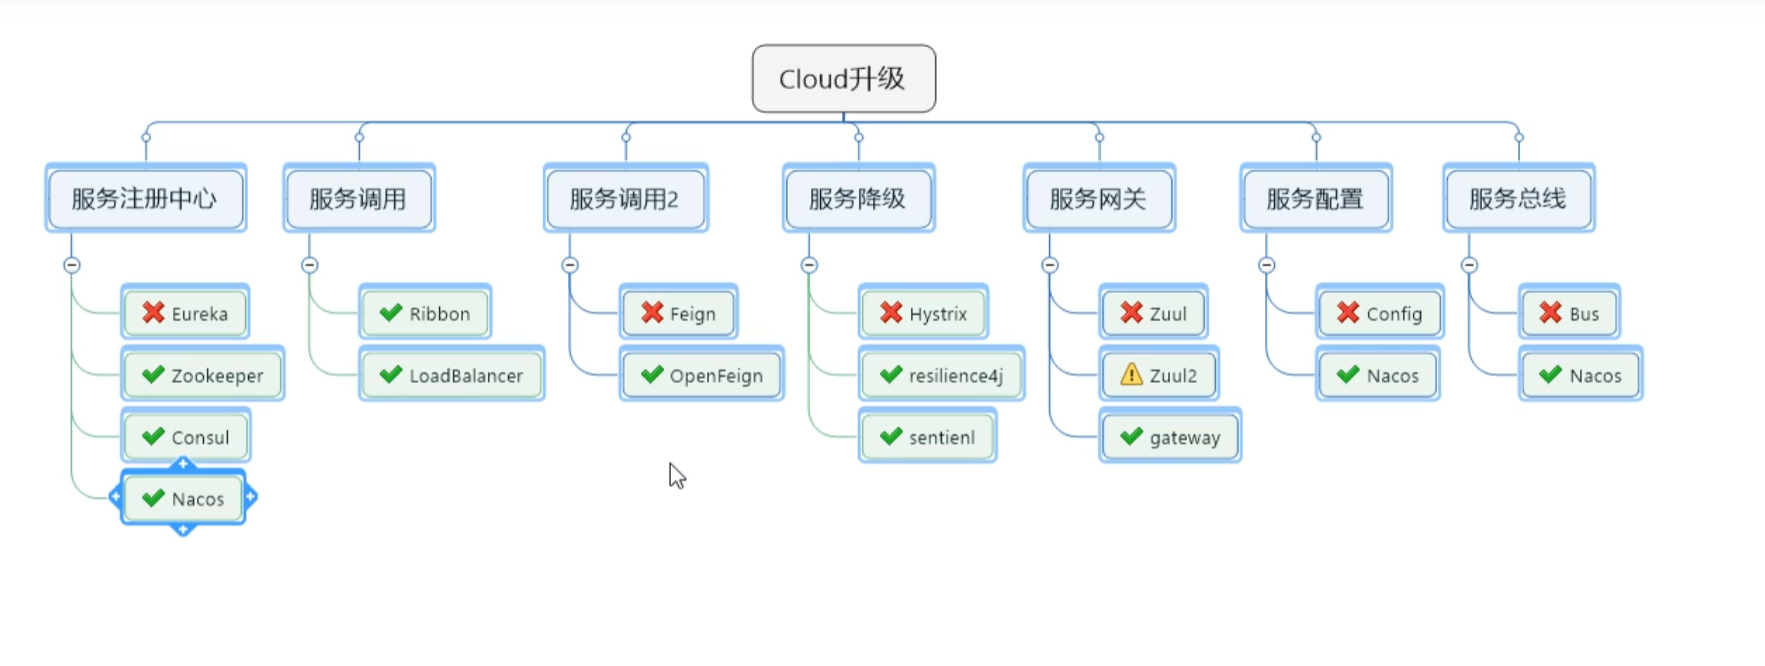 Cloud升级
服务注册中心
Eureka
Zookeeper
Consul
Nacos
服务调用
Ribbon
LoadBalancer
服务调用2
Feign
OpenFeign
服务降级
Hystrix
resilience4j
sentienl
服务网关
Zuul
Zuul2
gateway
服务配置
Config
Nacos
服务总线
Bus
Nacos